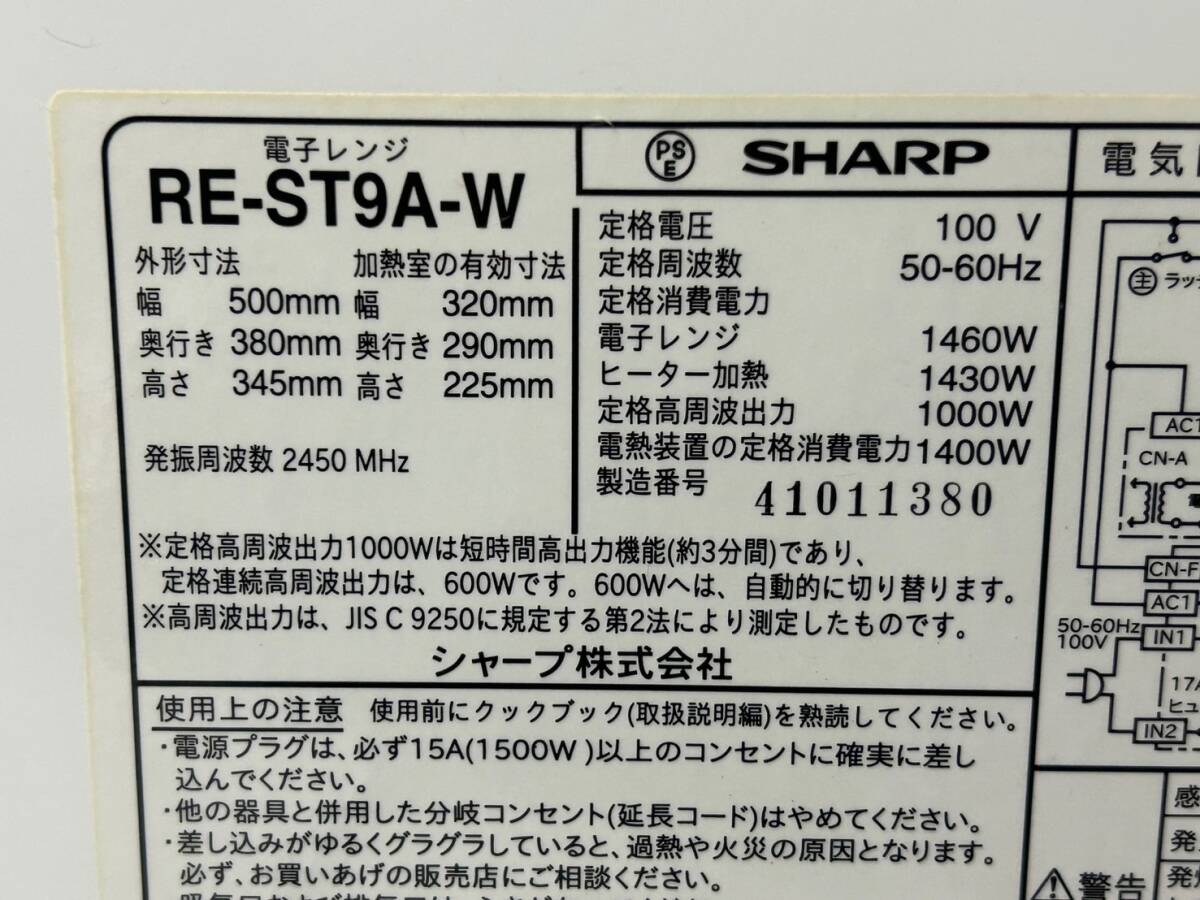 電子レンジ
RE-ST9A-W
外形寸法 加熱室の有効寸法
幅 500mm 幅 320mm
奥行き 380mm 奥行き 290mm
高さ 345mm 高さ 225mm
発振周波数 2450 MHz
PSE SHARP
定格電圧 100 V
定格周波数 50-60Hz
定格消費電力
電子レンジ 1460W
ヒーター加熱 1430W
定格高周波出力 1000W
電熱装置の定格消費電力 1400W
製造番号 41011380
※定格高周波出力1000Wは短時間高出力機能(約3分間)であり、
定格連続高周波出力は、600Wです。600Wへは、自動的に切り替ります。
※高周波出力は、JIS C 9250に規定する第2法により測定したものです。
シャープ株式会社
使用上の注意 使用前にクックブック(取扱説明編)を熟読してください。
・電源プラグは、必ず15A(1500W)以上のコンセントに確実に差し
込んでください。
・他の器具と併用した分岐コンセント(延長コード)はやめてください。
・差し込みがゆるくグラグラしていると、過熱や火災の原因となります。
必ず、お買いあげの販売店にご相談ください。
電気
主 ラッ
AC1
CN-A
CN-F
AC1
50-60Hz
100V
IN1
17A
ヒュ
IN2
感
発
警告
発